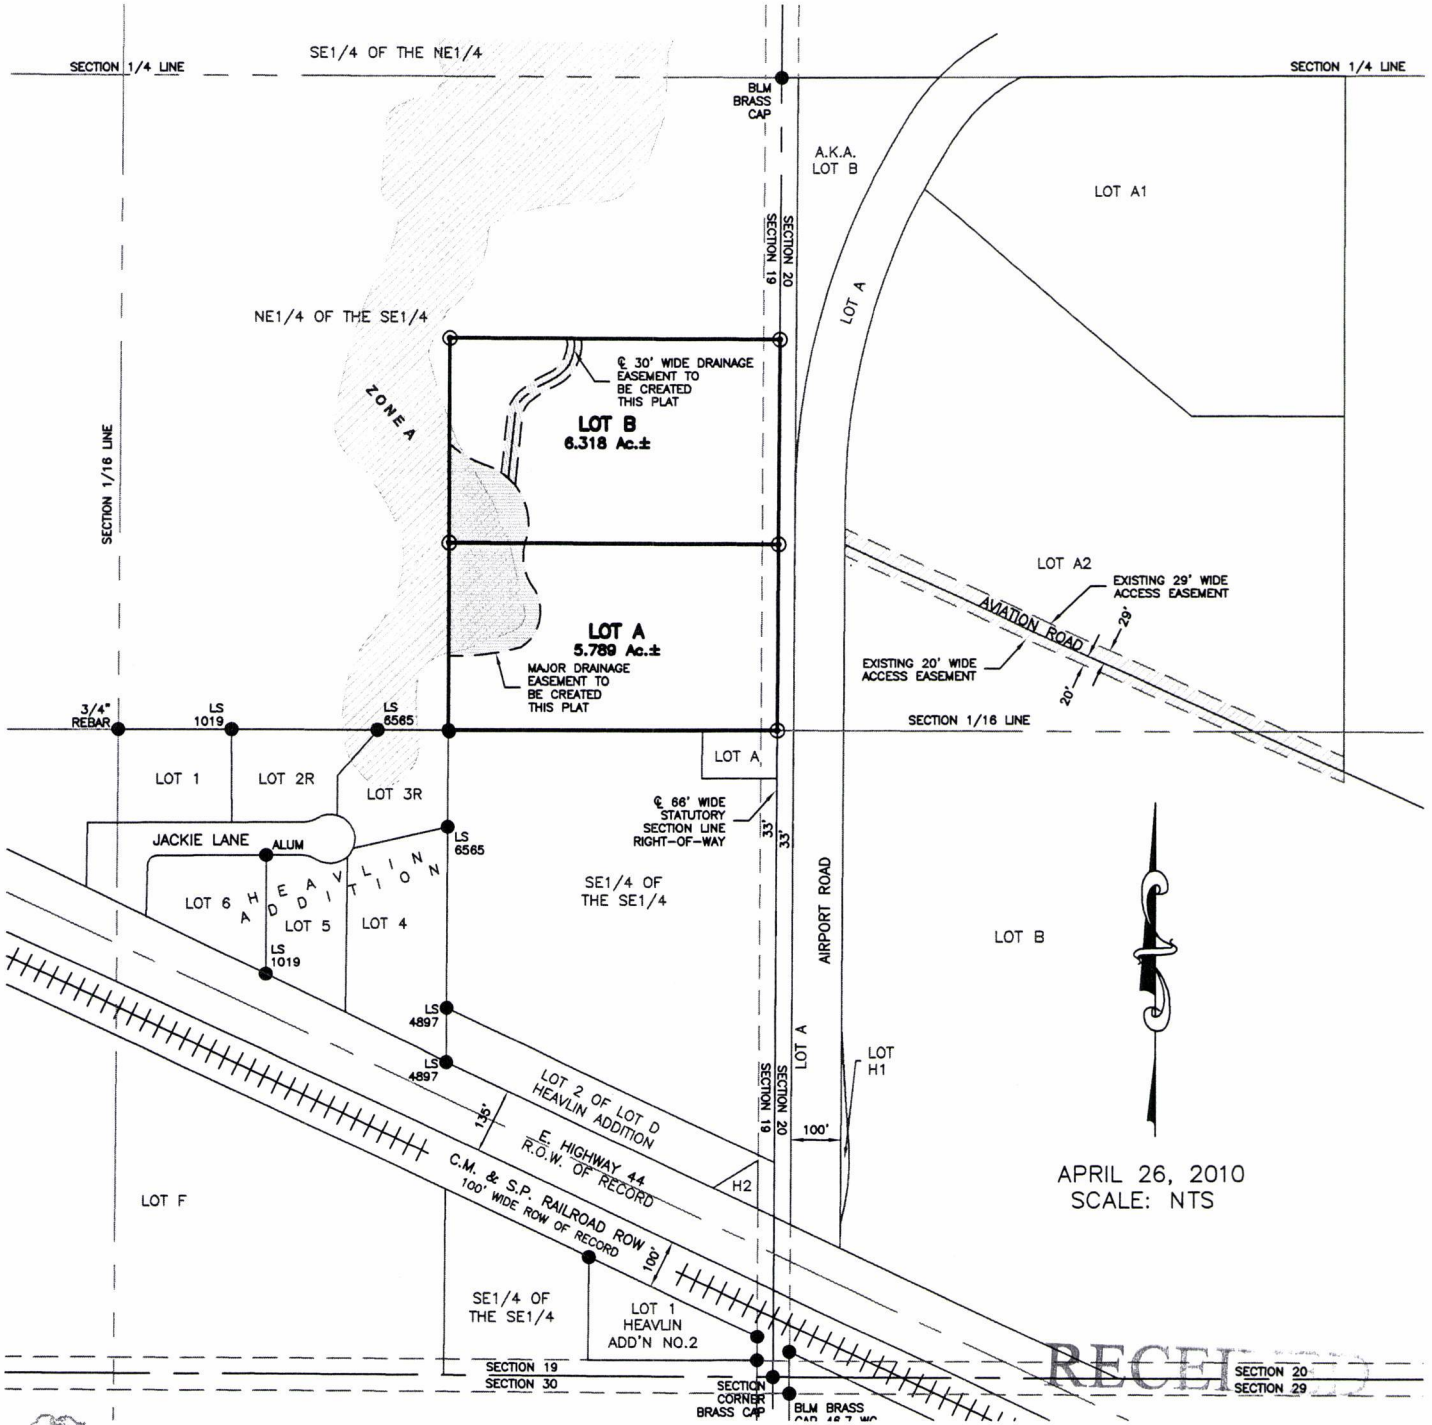 SE1/4 OF THE NE1/4
SECTION 1/4 LINE
SECTION 1/4 LINE
BLM
BRASS
CAP
A.K.A.
LOT B
LOT A1
SECTION 19
SECTION 20
LOT A
NE1/4 OF THE SE1/4
ZONE A
℄ 30' WIDE DRAINAGE
EASEMENT TO
BE CREATED
THIS PLAT
LOT B
6.318 Ac.±
SECTION 1/16 LINE
LOT A2
EXISTING 29' WIDE
ACCESS EASEMENT
AVIATION ROAD
29'
EXISTING 20' WIDE
ACCESS EASEMENT
20'
LOT A
5.789 Ac.±
MAJOR DRAINAGE
EASEMENT TO
BE CREATED
THIS PLAT
3/4"
REBAR
LS
1019
LS
6565
SECTION 1/16 LINE
LOT A
LOT 1
LOT 2R
LOT 3R
℄ 66' WIDE
STATUTORY
SECTION LINE
RIGHT-OF-WAY
33'
33'
JACKIE LANE
ALUM
LS
6565
HEAVLIN
ADDITION
LOT 6
LOT 5
LOT 4
SE1/4 OF
THE SE1/4
AIRPORT ROAD
LOT B
LS
1019
LS
4897
LS
4897
LOT A
LOT
H1
SECTION 19
SECTION 20
100'
LOT 2 OF LOT D
HEAVLIN ADDITION
135'
E. HIGHWAY 44
R.O.W. OF RECORD
H2
C.M. & S.P. RAILROAD ROW
100' WIDE ROW OF RECORD
100'
APRIL 26, 2010
SCALE: NTS
LOT F
SE1/4 OF
THE SE1/4
LOT 1
HEAVLIN
ADD'N NO.2
RECEIVED
SECTION 19
SECTION 30
SECTION 20
SECTION 29
SECTION
CORNER
BRASS CAP
BLM BRASS
CAP 46.7 WC